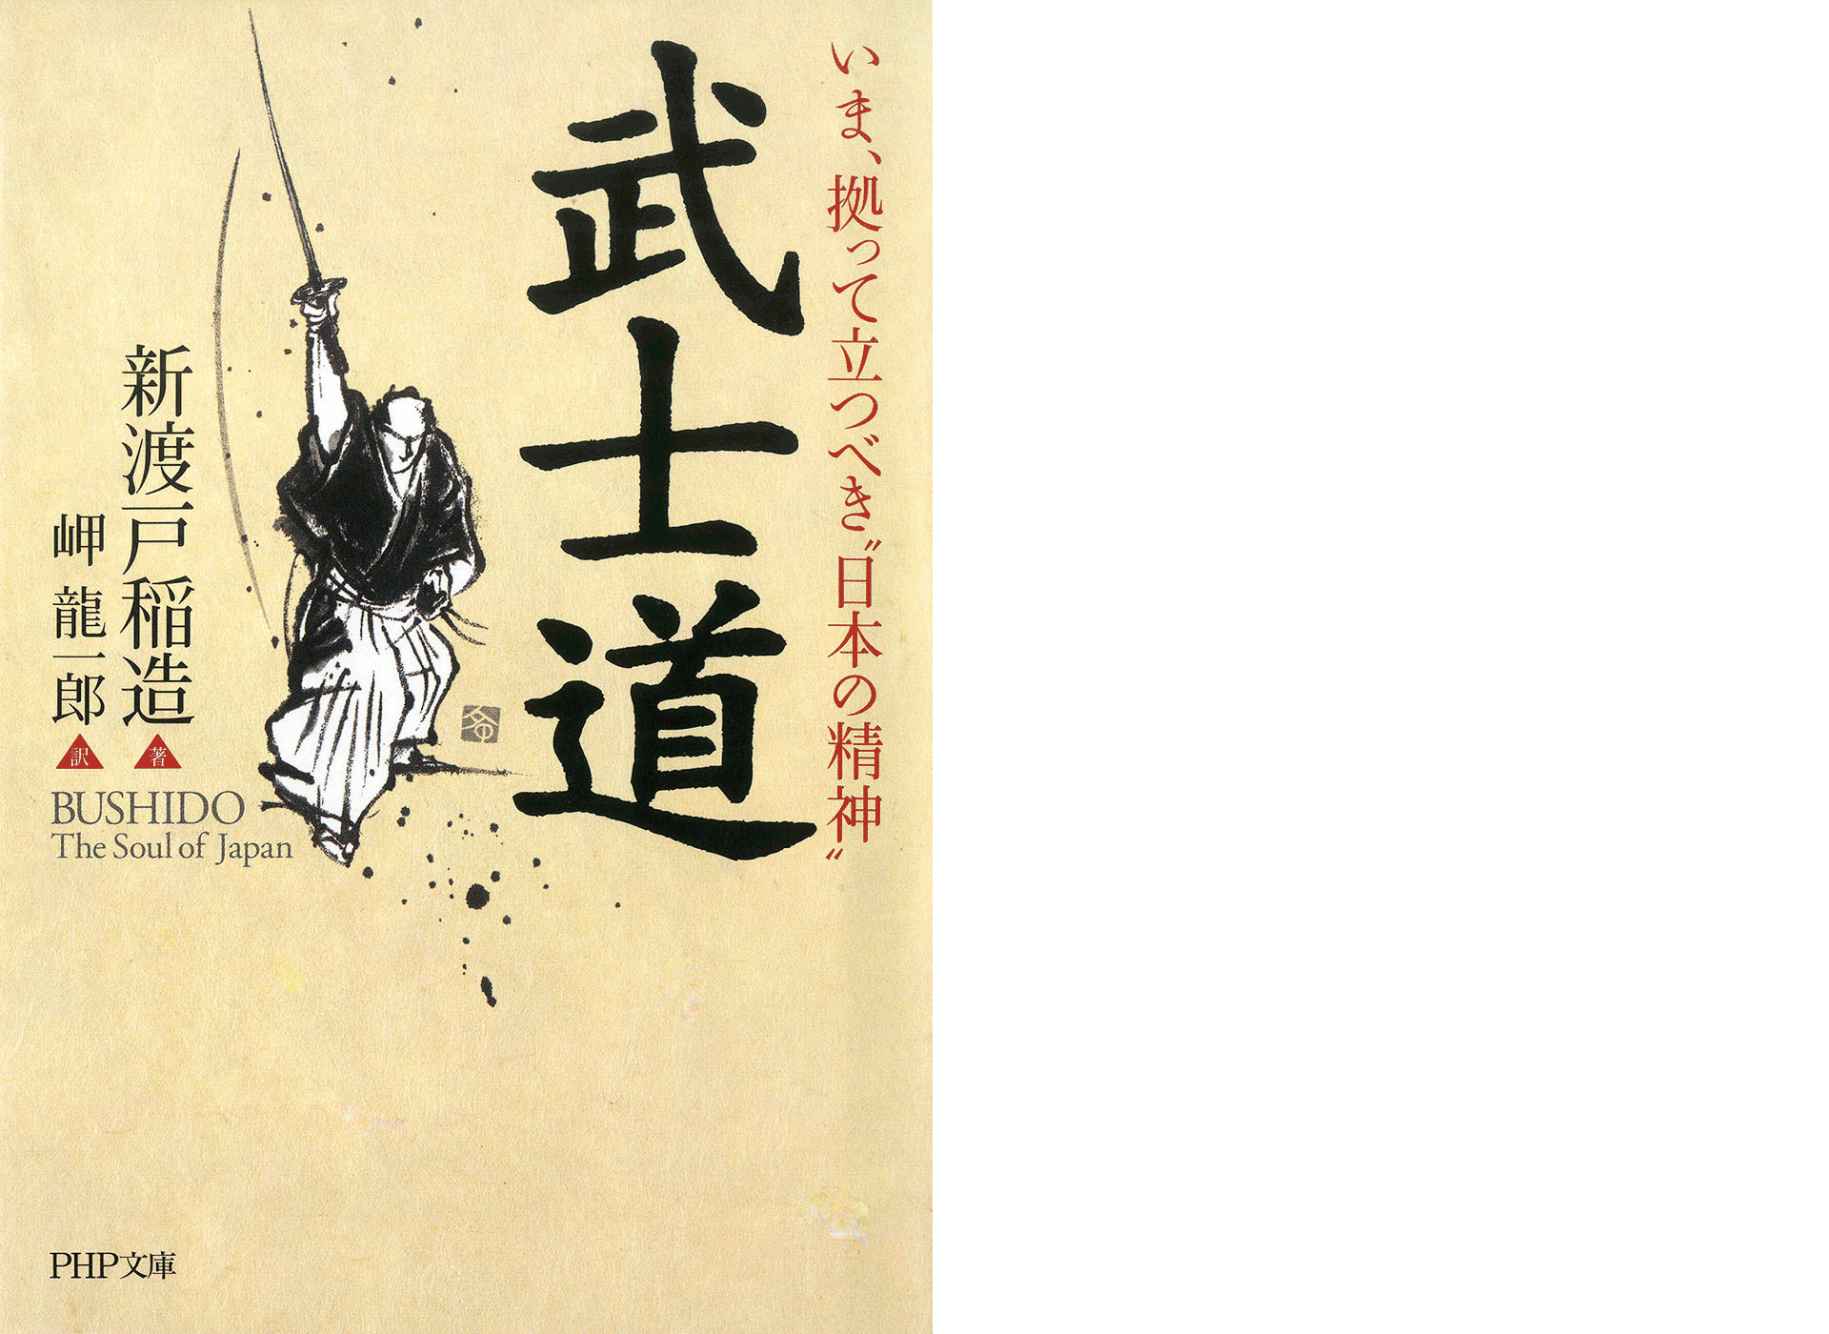 いま、拠って立つべき〝日本の精神〟
武士道
新渡戸稲造
著
岬 龍一郎
訳
BUSHIDO
The Soul of Japan
PHP文庫